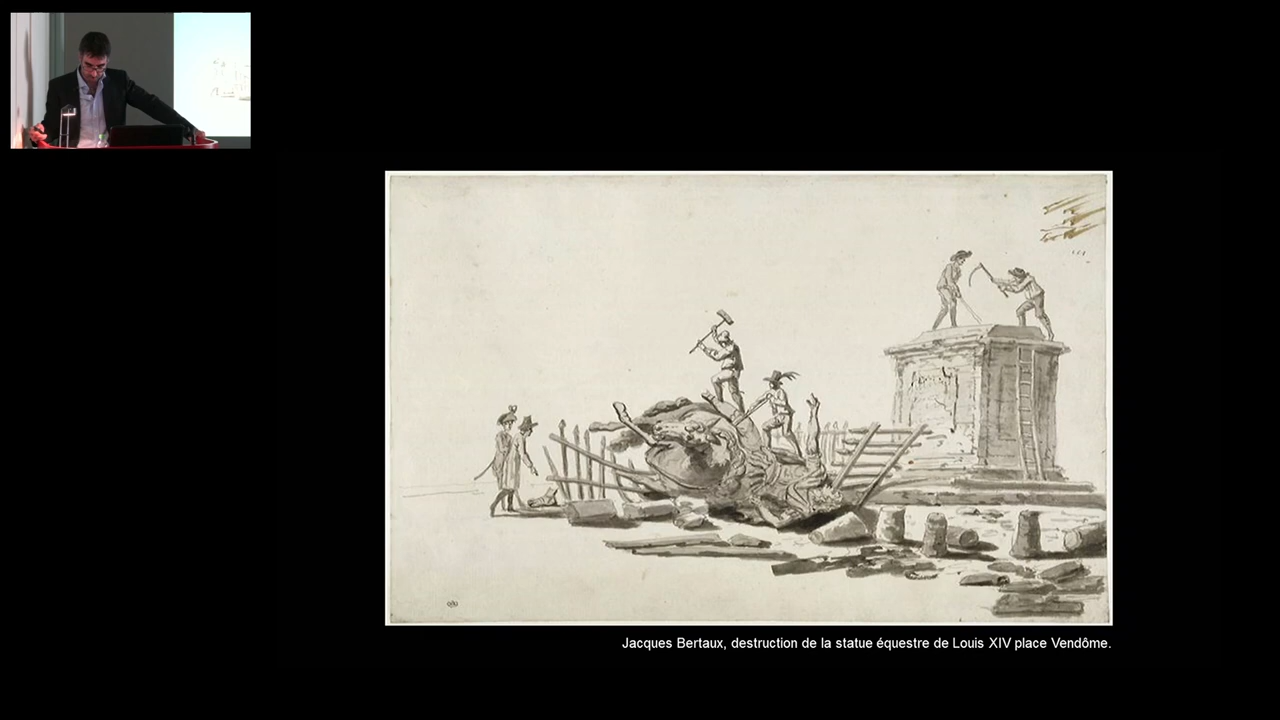 Jacques Bertaux, destruction de la statue équestre de Louis XIV place Vendôme.